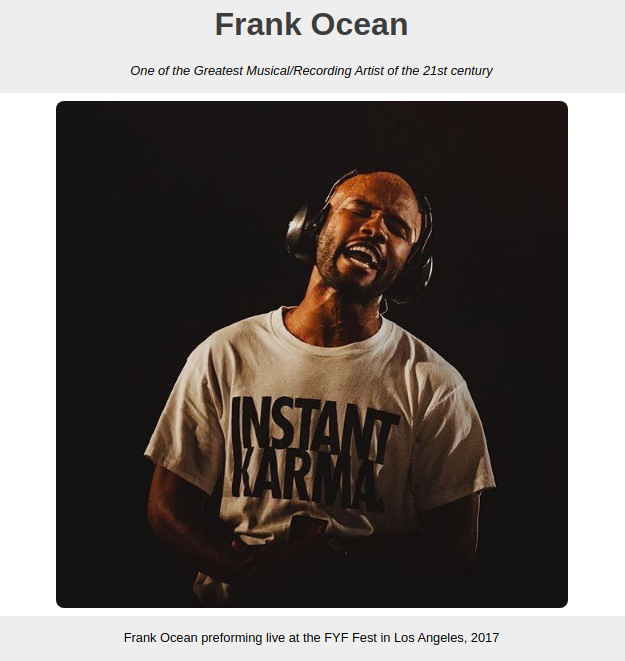 Frank Ocean
One of the Greatest Musical/Recording Artist of the 21st century
INSTANT
KARMA.
Frank Ocean preforming live at the FYF Fest in Los Angeles, 2017